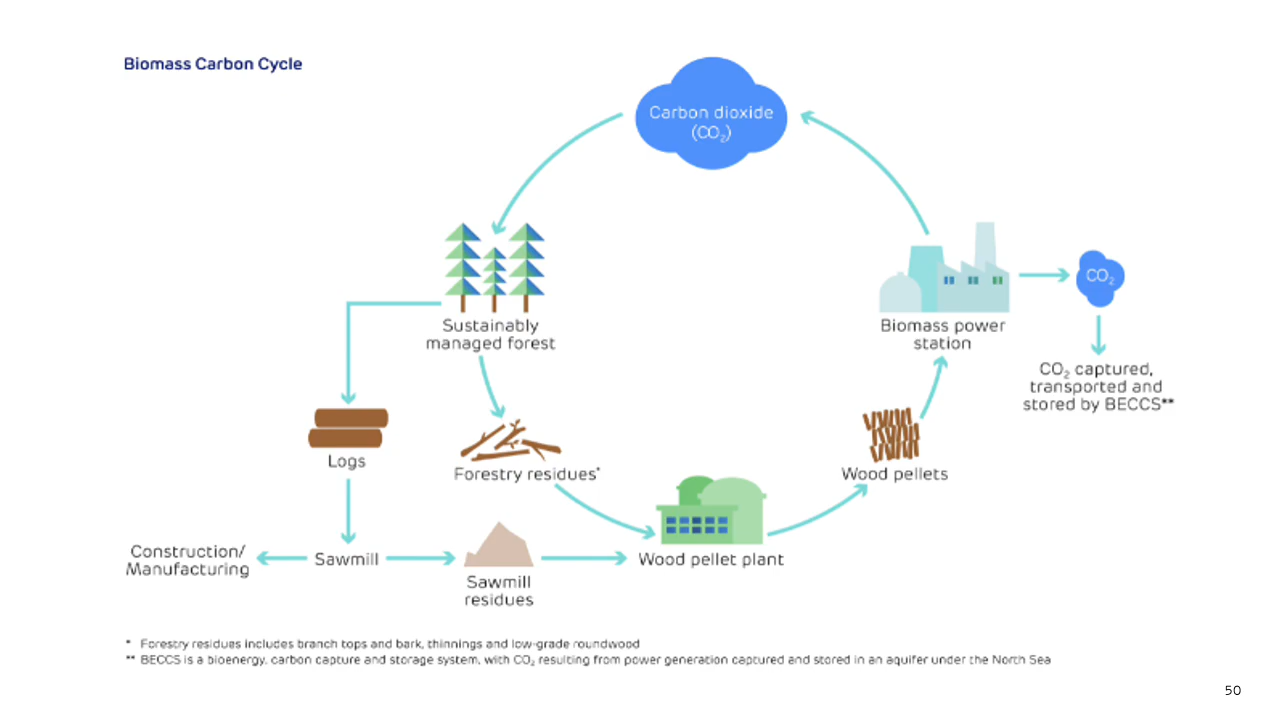 Biomass Carbon Cycle
Carbon dioxide
(CO₂)
Sustainably
managed forest
Biomass power
station
CO₂
CO₂ captured,
transported and
stored by BECCS**
Logs
Forestry residues*
Wood pellets
Construction/
Manufacturing
Sawmill
Sawmill
residues
Wood pellet plant
* Forestry residues includes branch tops and bark, thinnings and low-grade roundwood
** BECCS is a bioenergy, carbon capture and storage system, with CO₂ resulting from power generation captured and stored in an aquifer under the North Sea
50